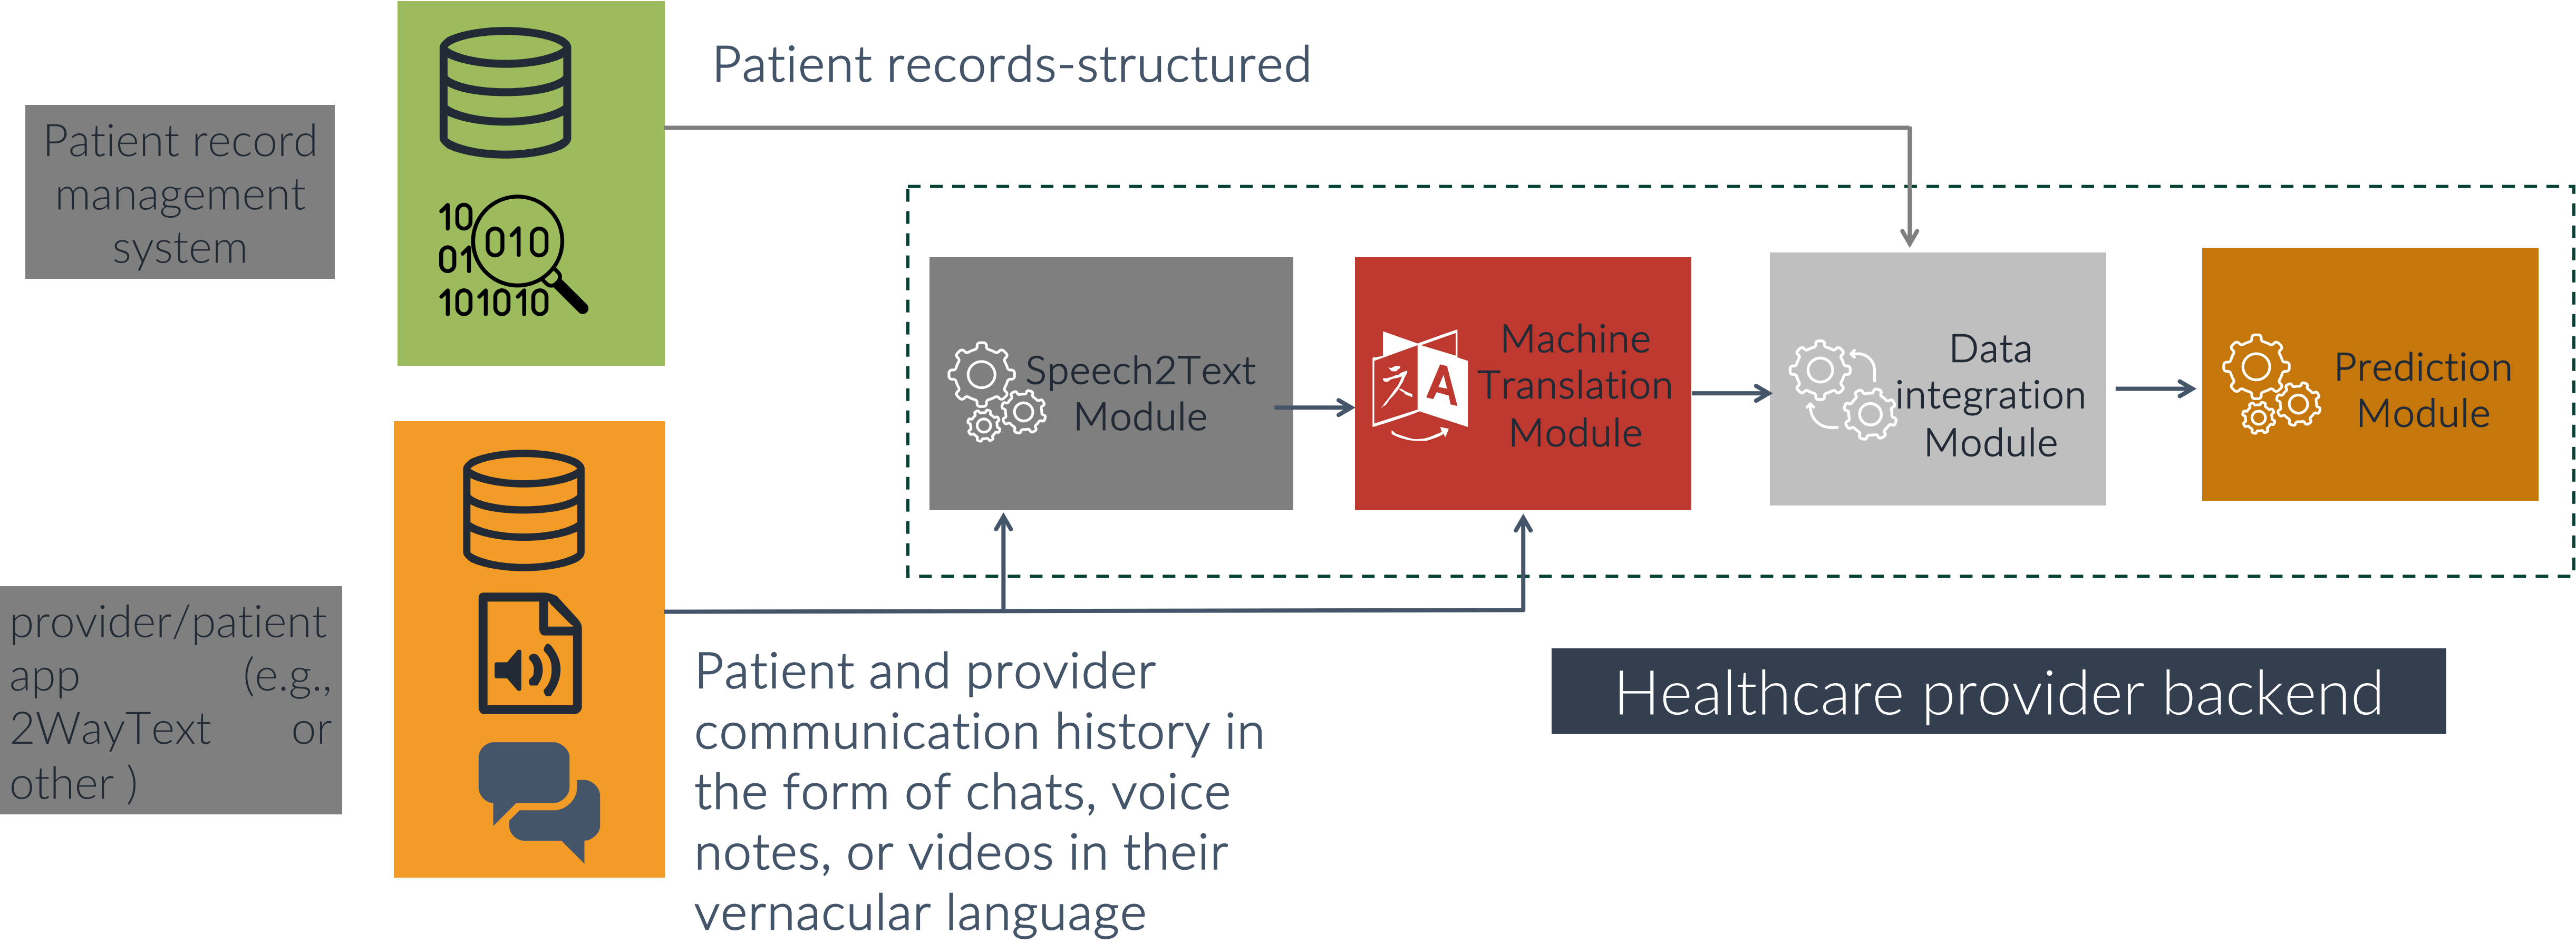 Patient records-structured
Patient record
management
system
10
01
010
101010
Speech2Text
Module
Machine
Translation
Module
A
Data
integration
Module
Prediction
Module
provider/patient
app (e.g.,
2WayText or
other )
Patient and provider
communication history in
the form of chats, voice
notes, or videos in their
vernacular language
Healthcare provider backend